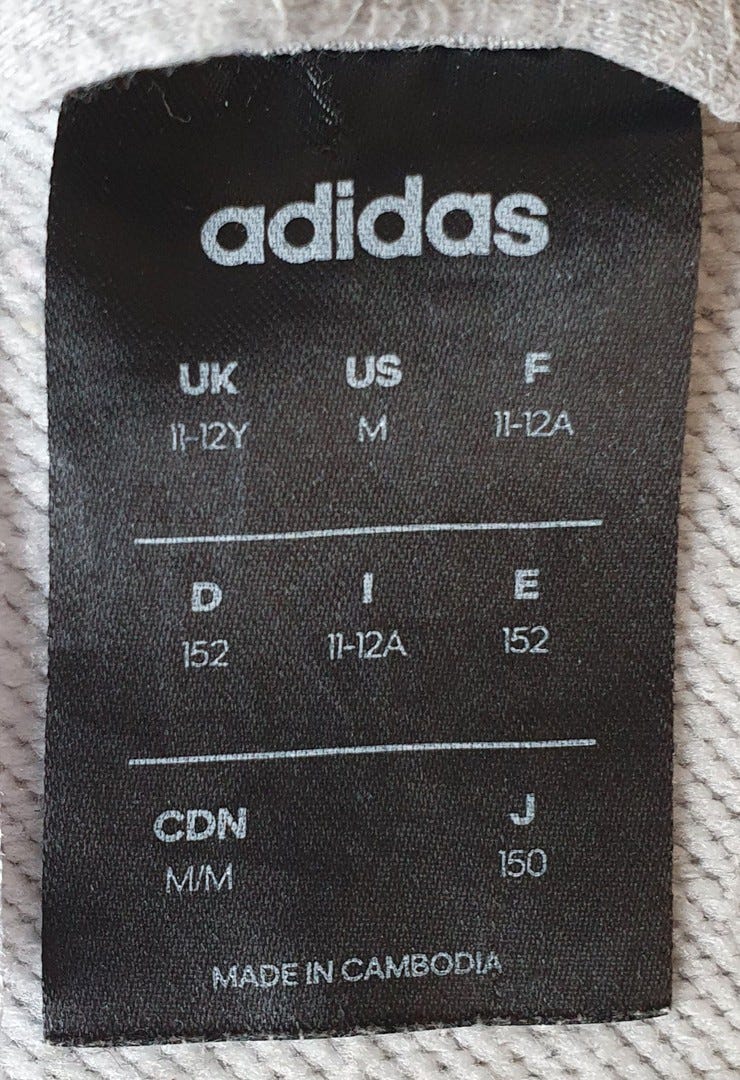 adidas
UK US F
11-12Y M 11-12A
D I E
152 11-12A 152
CDN J
M/M 150
MADE IN CAMBODIA